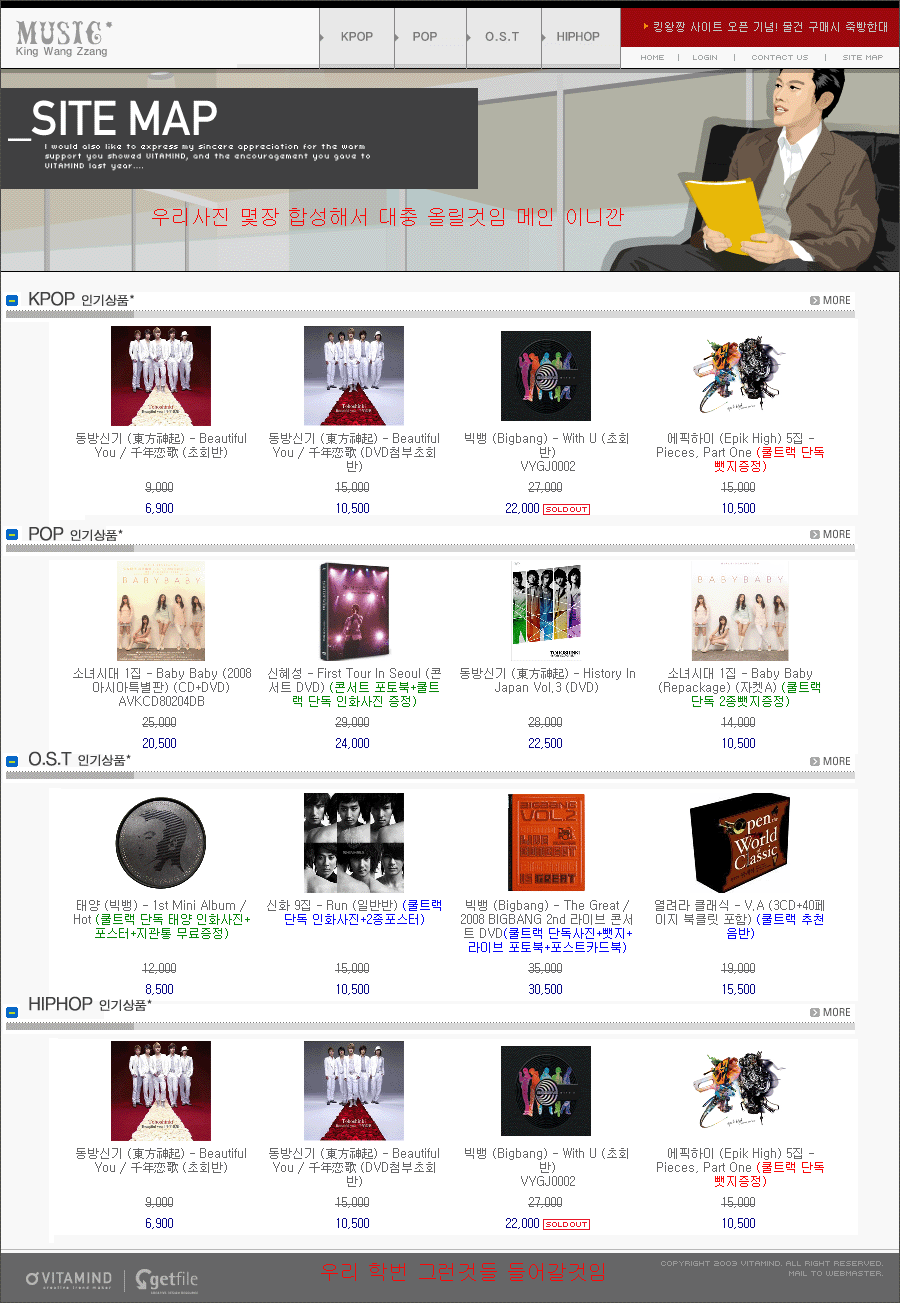 MUSIC*
King Wang Zzang
KPOP
POP
O.S.T
HIPHOP
킹왕짱 사이트 오픈 기념! 물건 구매시 죽빵한대
HOME | LOGIN | CONTACT US | SITE MAP
_SITE MAP
I would also like to express my sincere appreciation for the warm
support you showed VITAMIND, and the encouragement you gave to
VITAMIND last year....
우리사진 몇장 합성해서 대충 올릴것임 메인 이니깐
KPOP 인기상품*
MORE
동방신기 (東方神起) - Beautiful
You / 千年恋歌 (초회반)
9,000
6,900
동방신기 (東方神起) - Beautiful
You / 千年恋歌 (DVD첨부초회
반)
15,000
10,500
빅뱅 (Bigbang) - With U (초회
반)
VYGJ0002
27,000
22,000 SOLD OUT
에픽하이 (Epik High) 5집 -
Pieces, Part One (쿨트랙 단독
뺏지증정)
15,000
10,500
POP 인기상품*
MORE
BABYBABY
소녀시대 1집 - Baby Baby (2008
아시아특별판) (CD+DVD)
AVKCD80204DB
25,000
20,500
신혜성 - First Tour In Seoul (콘
서트 DVD) (콘서트 포토북+쿨트
랙 단독 인화사진 증정)
29,000
24,000
TOHOSHINKI
동방신기 (東方神起) - History In
Japan Vol.3 (DVD)
28,000
22,500
BABYBABY
소녀시대 1집 - Baby Baby
(Repackage) (자켓A) (쿨트랙
단독 2종뺏지증정)
14,000
10,500
O.S.T 인기상품*
MORE
태양 (빅뱅) - 1st Mini Album /
Hot (쿨트랙 단독 태양 인화사진+
포스터+지관통 무료증정)
12,000
8,500
신화 9집 - Run (일반반) (쿨트랙
단독 인화사진+2종포스터)
15,000
10,500
BIGBANG
VOL.2
빅뱅 (Bigbang) - The Great /
2008 BIGBANG 2nd 라이브 콘서
트 DVD(쿨트랙 단독사진+뺏지+
라이브 포토북+포스트카드북)
35,000
30,500
Open the
World of
Classic
열려라 클래식 - V.A (3CD+40페
이지 북클릿 포함) (쿨트랙 추천
음반)
19,000
15,500
HIPHOP 인기상품*
MORE
동방신기 (東方神起) - Beautiful
You / 千年恋歌 (초회반)
9,000
6,900
동방신기 (東方神起) - Beautiful
You / 千年恋歌 (DVD첨부초회
반)
15,000
10,500
빅뱅 (Bigbang) - With U (초회
반)
VYGJ0002
27,000
22,000 SOLD OUT
에픽하이 (Epik High) 5집 -
Pieces, Part One (쿨트랙 단독
뺏지증정)
15,000
10,500
VITAMIND
creative trend maker
getfile
우리 학번 그런것들 들어갈것임
COPYRIGHT 2003 VITAMIND. ALL RIGHT RESERVED.
MAIL TO WEBMASTER.